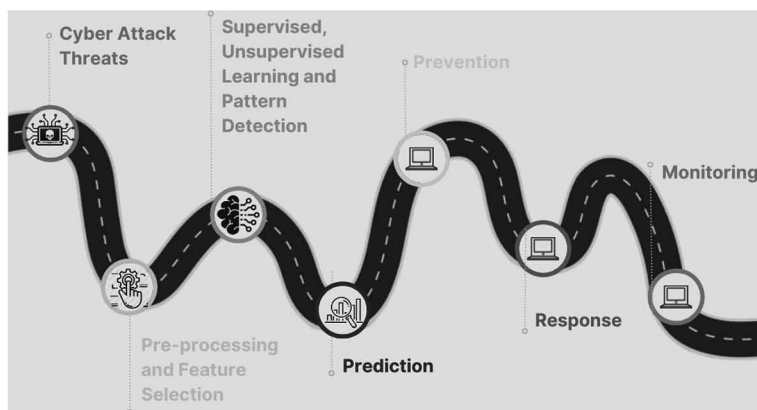 Cyber Attack
Threats
Supervised,
Unsupervised
Learning and
Pattern
Detection
Prevention
Monitoring
Response
Pre-processing
and Feature
Selection
Prediction